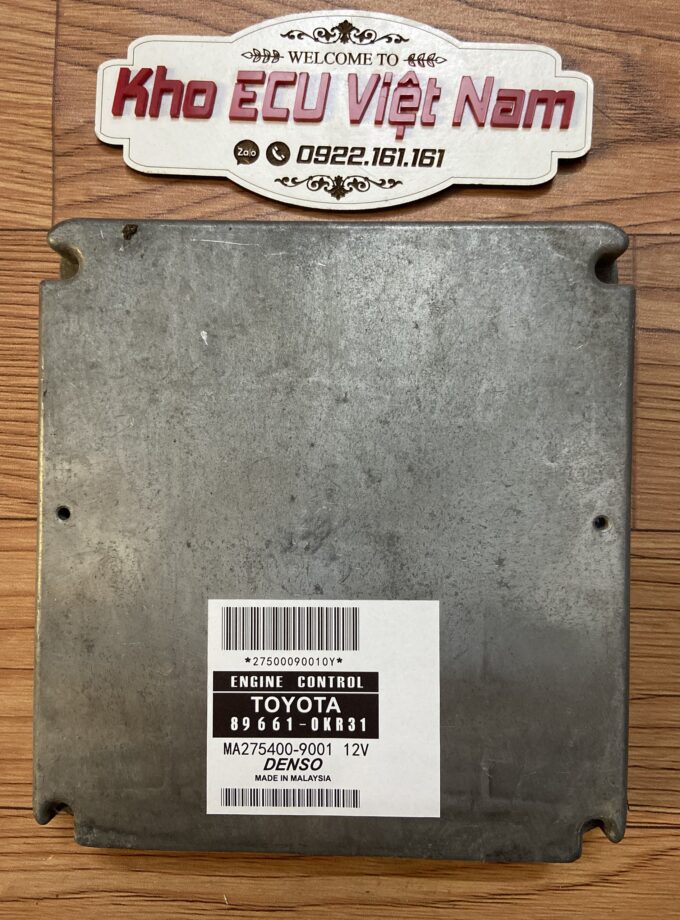 WELCOME TO
Kho ECU Việt Nam
Zalo 0922.161.161
*27500090010Y*
ENGINE CONTROL
TOYOTA
89661-0KR31
MA275400-9001 12V
DENSO
MADE IN MALAYSIA